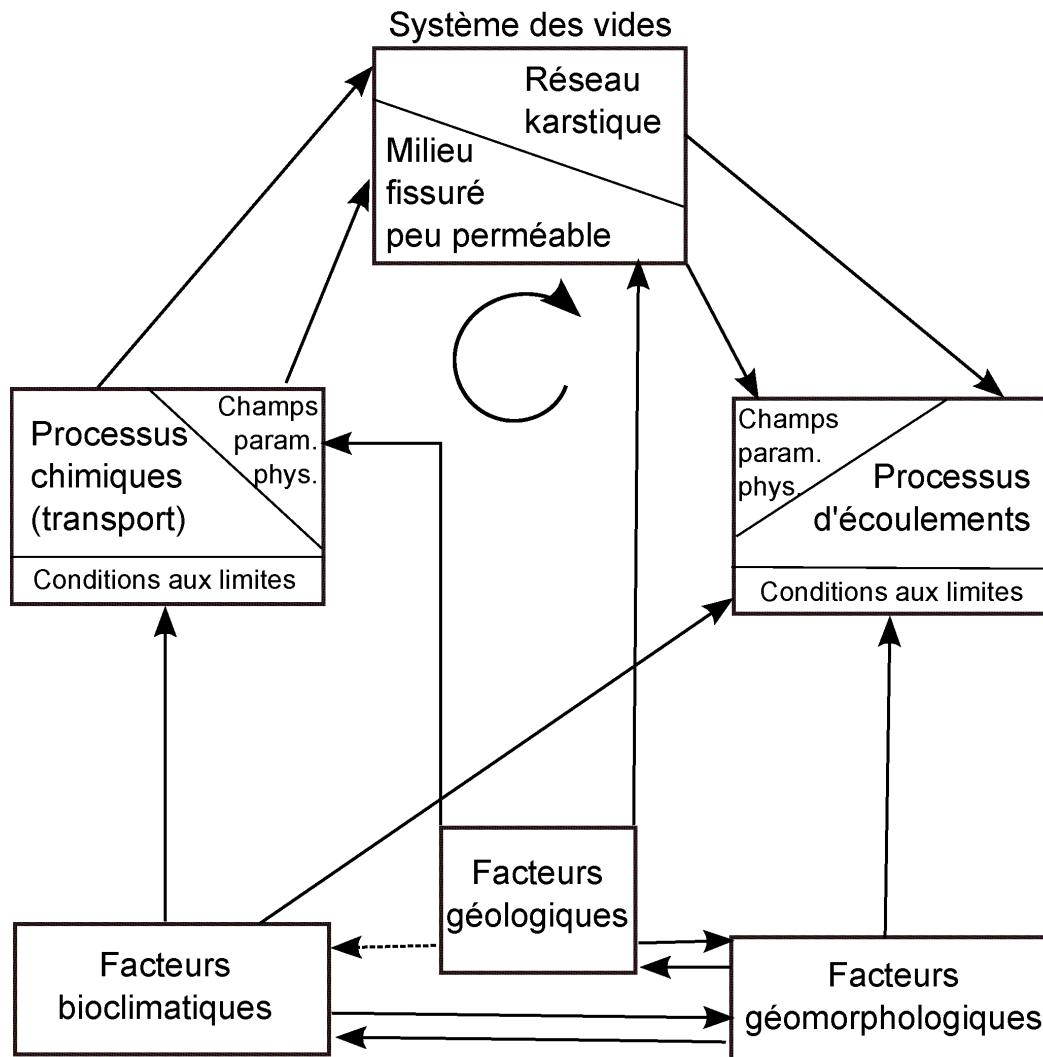 Système des vides
Réseau
karstique
Milieu
fissuré
peu perméable
Processus
chimiques
(transport)
Champs
param.
phys.
Conditions aux limites
Champs
param.
phys.
Processus
d'écoulements
Conditions aux limites
Facteurs
géologiques
Facteurs
bioclimatiques
Facteurs
géomorphologiques